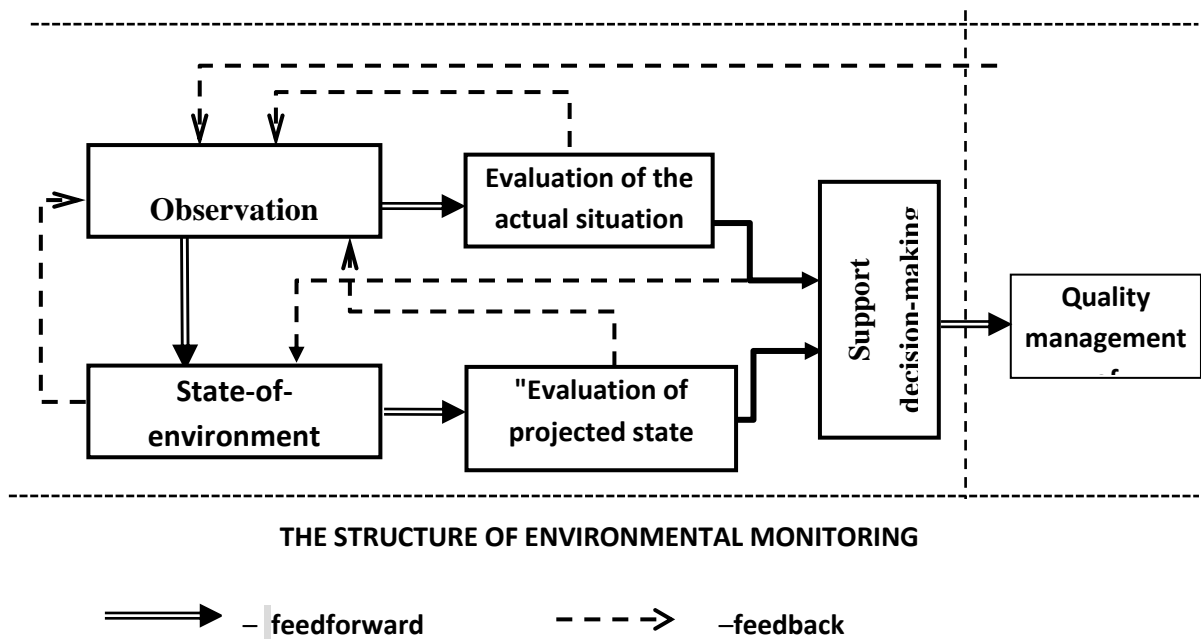 Observation
Evaluation of the
actual situation
Support
decision-making
Quality
management
State-of-
environment
"Evaluation of
projected state
THE STRUCTURE OF ENVIRONMENTAL MONITORING
– feedforward
–feedback